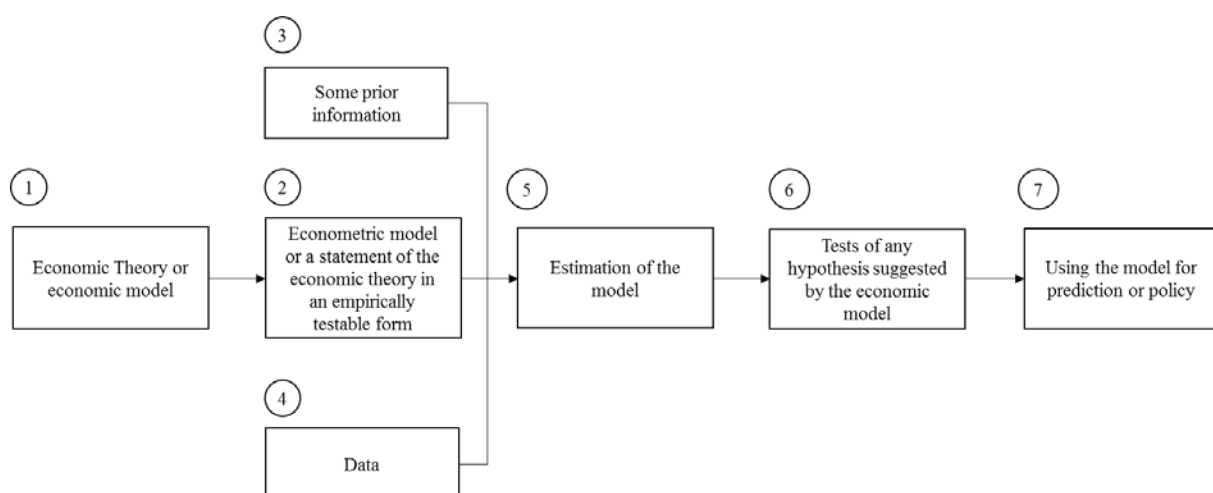 3
Some prior
information
1
Economic Theory or
economic model
2
Econometric model
or a statement of the
economic theory in
an empirically
testable form
5
Estimation of the
model
6
Tests of any
hypothesis suggested
by the economic
model
7
Using the model for
prediction or policy
4
Data